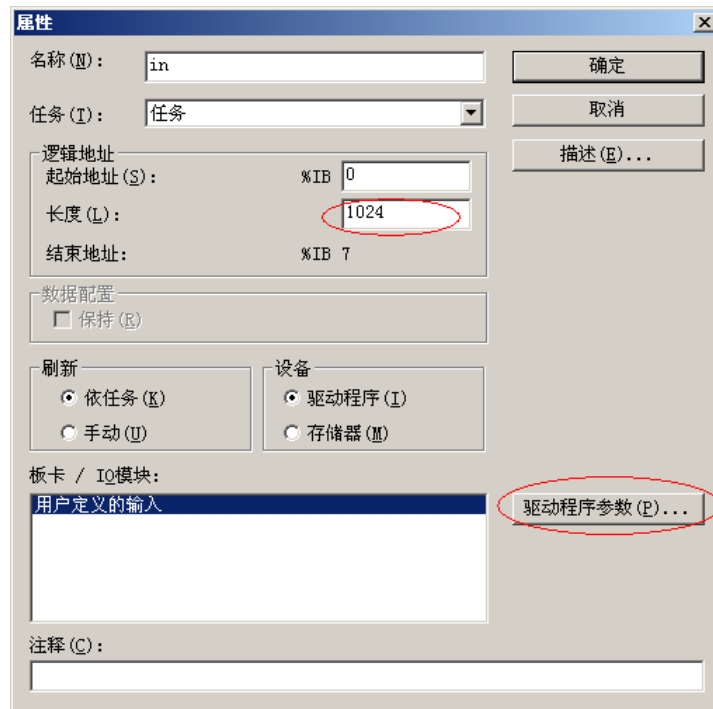 属性
名称(N): in 确定
任务(T): 任务 取消
逻辑地址 描述(E)...
起始地址(S): %IB 0
长度(L): 1024
结束地址: %IB 7
数据配置
保持(R)
刷新 设备
依任务(K) 驱动程序(I)
手动(U) 存储器(M)
板卡 / IO模块:
用户定义的输入 驱动程序参数(P)...
注释(C):